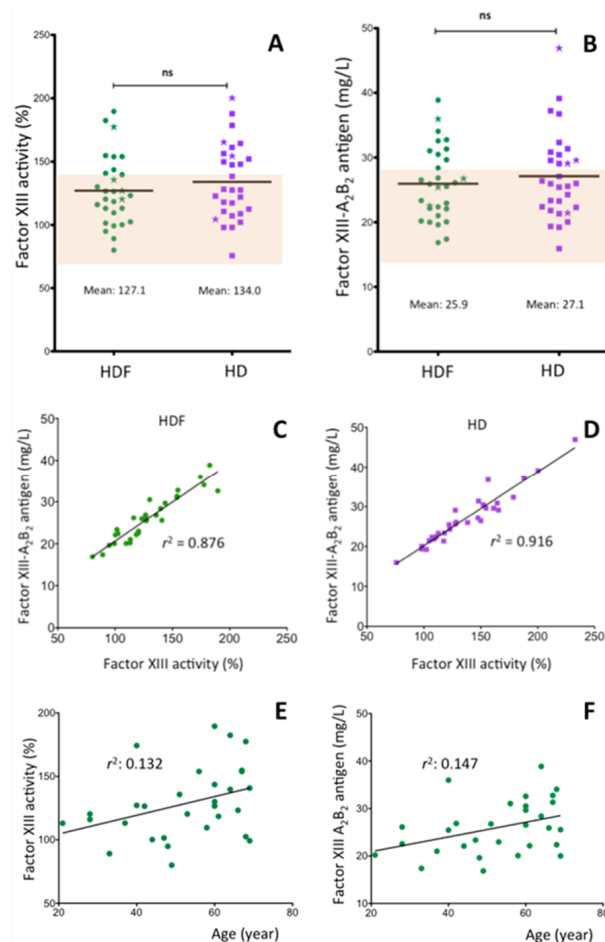 A
ns
Factor XIII activity (%)
250
200
150
100
50
0
Mean: 127.1
Mean: 134.0
HDF
HD
B
ns
Factor XIII-A2B2 antigen (mg/L)
50
40
30
20
10
0
Mean: 25.9
Mean: 27.1
HDF
HD
HDF
C
Factor XIII-A2B2 antigen (mg/L)
50
40
30
20
10
0
r2 = 0.876
50
100
150
200
250
Factor XIII activity (%)
HD
D
Factor XIII-A2B2 antigen (mg/L)
50
40
30
20
10
0
r2 = 0.916
50
100
150
200
250
Factor XIII activity (%)
E
Factor XIII activity (%)
200
150
100
50
r2: 0.132
20
40
60
80
Age (year)
F
Factor XIII A2B2 antigen (mg/L)
50
40
30
20
10
r2: 0.147
20
40
60
80
Age (year)